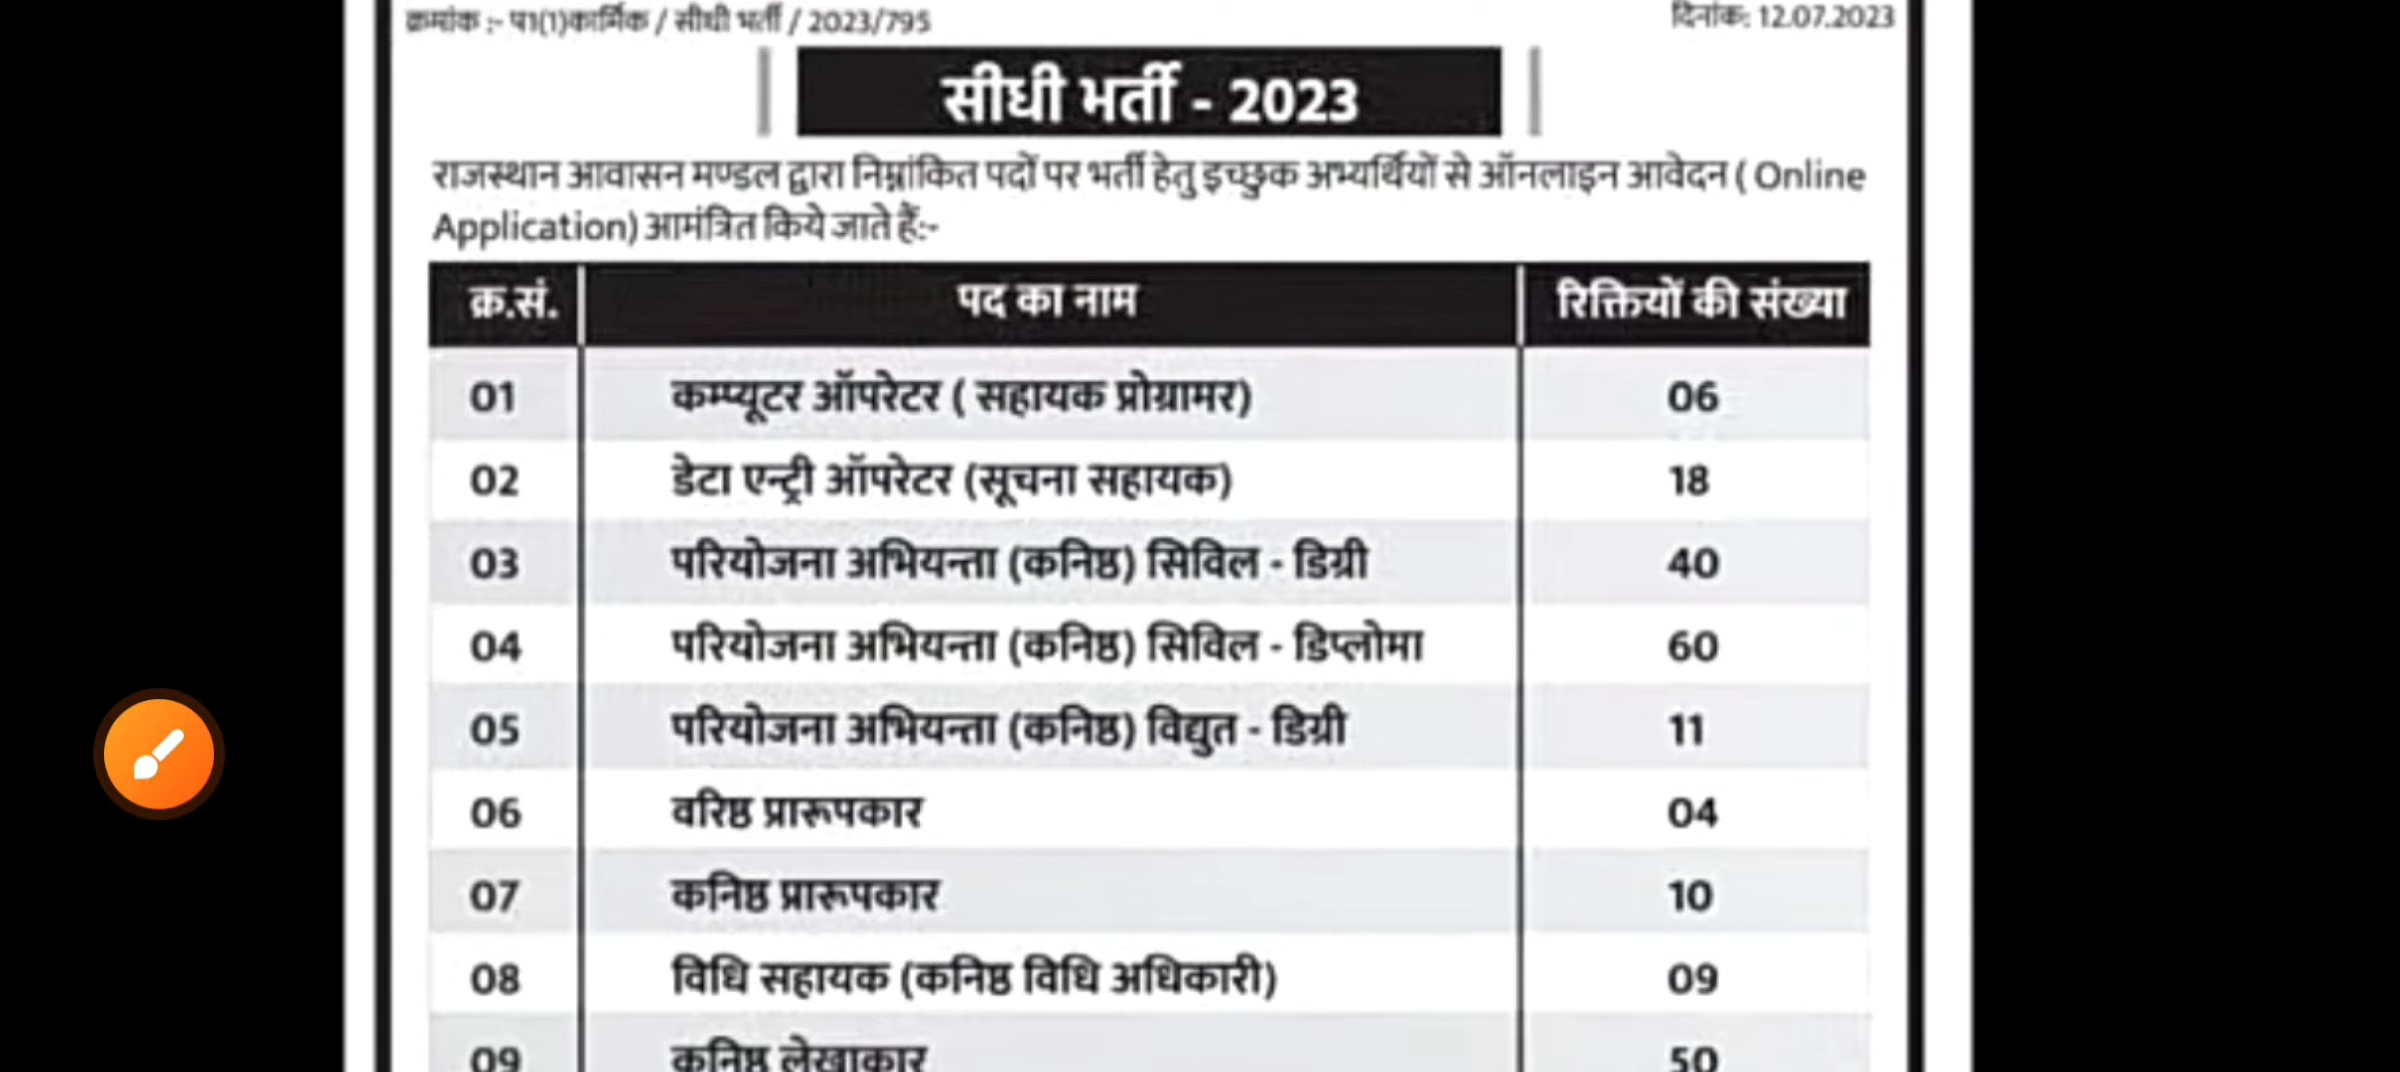 क्रमांक :- प1(1)कार्मिक / सीधी भर्ती / 2023/795 दिनांक: 12.07.2023
सीधी भर्ती - 2023
राजस्थान आवासन मण्डल द्वारा निम्नांकित पदों पर भर्ती हेतु इच्छुक अभ्यर्थियों से ऑनलाइन आवेदन ( Online
Application) आमंत्रित किये जाते हैं:-
क्र.सं. पद का नाम रिक्तियों की संख्या
01 कम्प्यूटर ऑपरेटर ( सहायक प्रोग्रामर) 06
02 डेटा एन्ट्री ऑपरेटर (सूचना सहायक) 18
03 परियोजना अभियन्ता (कनिष्ठ) सिविल - डिग्री 40
04 परियोजना अभियन्ता (कनिष्ठ) सिविल - डिप्लोमा 60
05 परियोजना अभियन्ता (कनिष्ठ) विद्युत - डिग्री 11
06 वरिष्ठ प्रारूपकार 04
07 कनिष्ठ प्रारूपकार 10
08 विधि सहायक (कनिष्ठ विधि अधिकारी) 09
09 कनिष्ठ लेखाकार 50